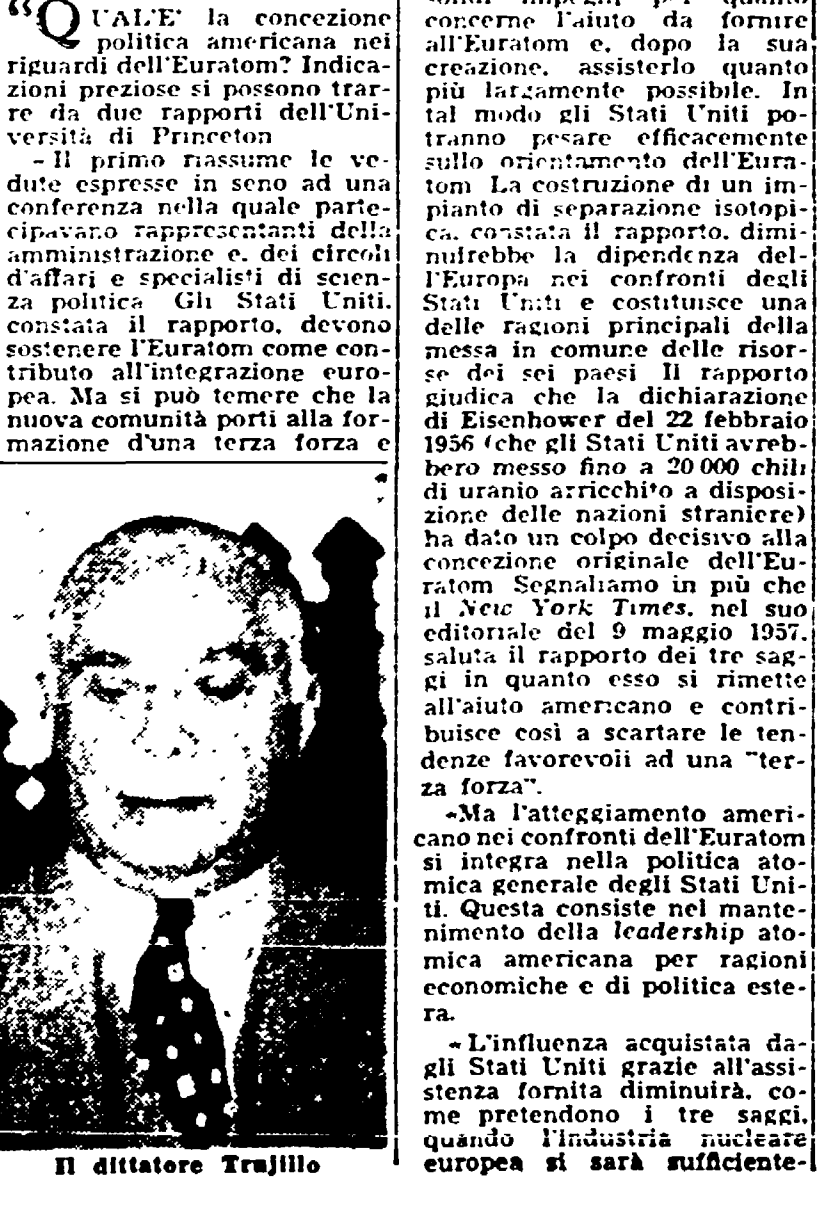 “QUAL'E' la concezione
politica americana nei
riguardi dell'Euratom? Indica-
zioni preziose si possono trar-
re da due rapporti dell'Uni-
versità di Princeton
- Il primo riassume le ve-
dute espresse in seno ad una
conferenza nella quale parte-
cipavano rappresentanti della
amministrazione e. dei circoli
d'affari e specialisti di scien-
za politica Gli Stati Uniti.
constata il rapporto, devono
sostenere l'Euratom come con-
tributo all'integrazione euro-
pea. Ma si può temere che la
nuova comunità porti alla for-
mazione d'una terza forza e
Il dittatore Trujillo
concerne l'aiuto da fornire
all'Euratom e, dopo la sua
creazione, assisterlo quanto
più largamente possibile. In
tal modo gli Stati Uniti po-
tranno pesare efficacemente
sullo orientamento dell'Eura-
tom La costruzione di un im-
pianto di separazione isotopi-
ca, constata il rapporto, dimi-
nuirebbe la dipendenza del-
l'Europa nei confronti degli
Stati Uniti e costituisce una
delle ragioni principali della
messa in comune delle risor-
se dei sei paesi Il rapporto
giudica che la dichiarazione
di Eisenhower del 22 febbraio
1956 (che gli Stati Uniti avreb-
bero messo fino a 20 000 chili
di uranio arricchito a disposi-
zione delle nazioni straniere)
ha dato un colpo decisivo alla
concezione originale dell'Eu-
ratom Segnaliamo in più che
il New York Times, nel suo
editoriale del 9 maggio 1957,
saluta il rapporto dei tre sag-
gi in quanto esso si rimette
all'aiuto americano e contri-
buisce così a scartare le ten-
denze favorevoli ad una "ter-
za forza".
«Ma l'atteggiamento ameri-
cano nei confronti dell'Euratom
si integra nella politica ato-
mica generale degli Stati Uni-
ti. Questa consiste nel mante-
nimento della leadership ato-
mica americana per ragioni
economiche e di politica este-
ra.
« L'influenza acquistata da-
gli Stati Uniti grazie all'assi-
stenza fornita diminuirà, co-
me pretendono i tre saggi,
quando l'industria nucleare
europea si sarà sufficiente-